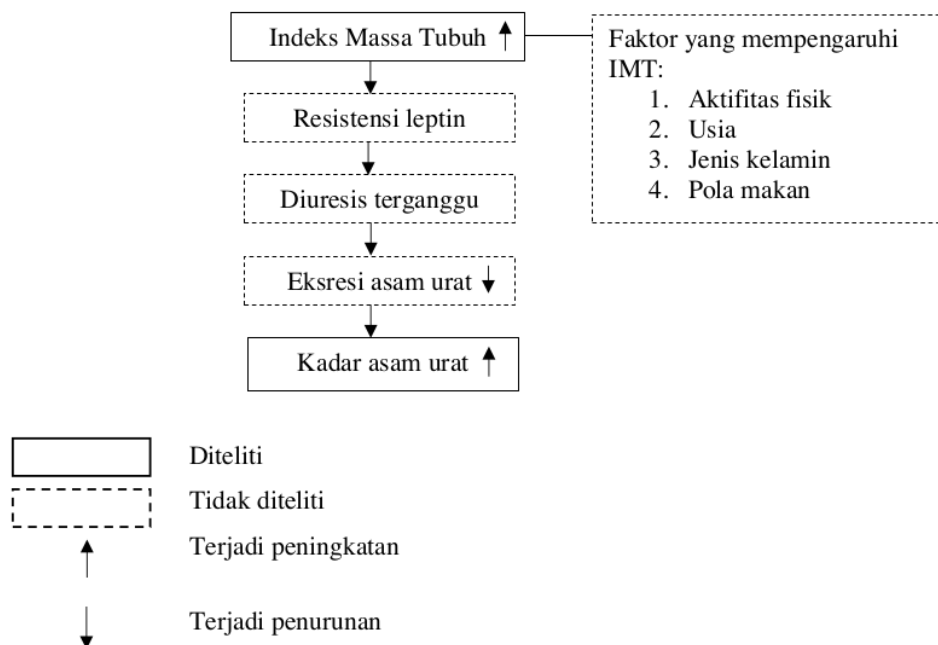 Indeks Massa Tubuh
Faktor yang mempengaruhi
IMT:
1. Aktifitas fisik
2. Usia
3. Jenis kelamin
4. Pola makan
Resistensi leptin
Diuresis terganggu
Eksresi asam urat
Kadar asam urat
Diteliti
Tidak diteliti
Terjadi peningkatan
Terjadi penurunan